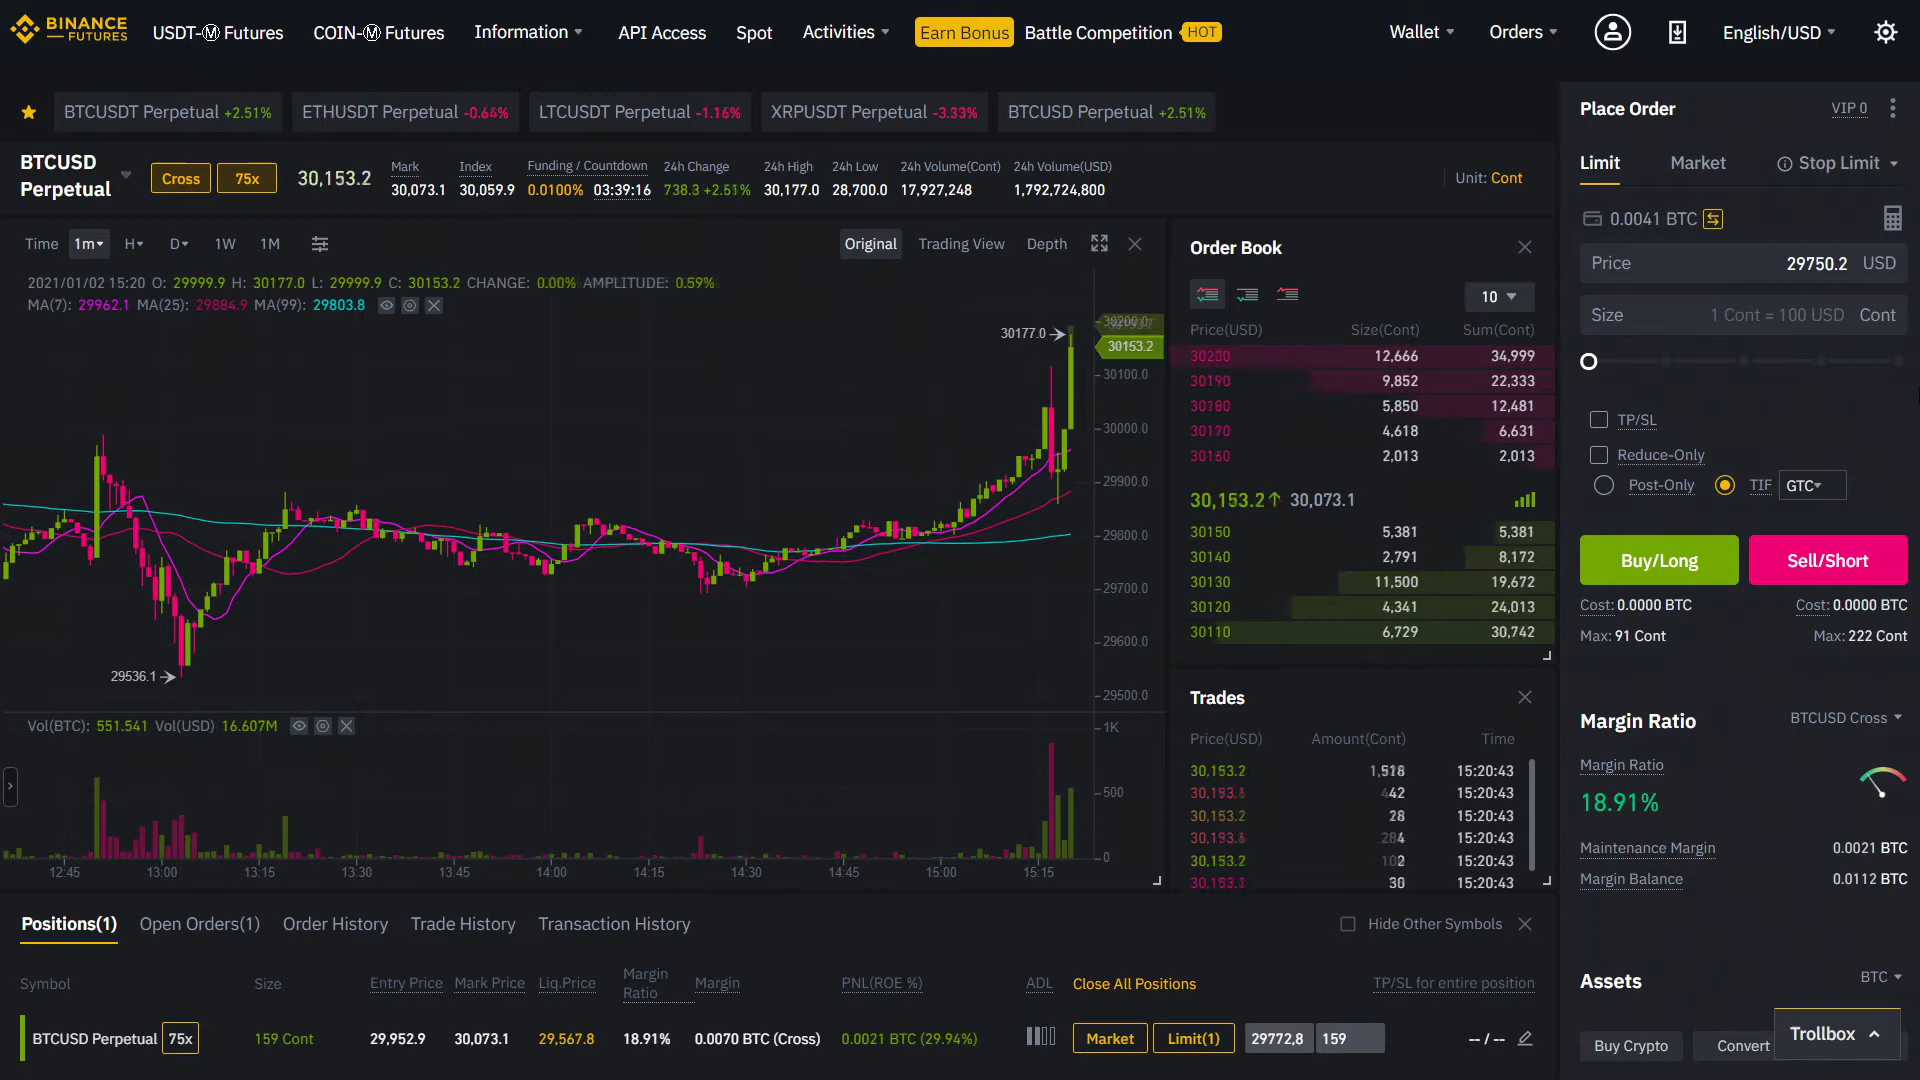 BINANCE
FUTURES
USDT-Ⓜ Futures
COIN-Ⓜ Futures
Information
API Access
Spot
Activities
Earn Bonus
Battle Competition HOT
Wallet
Orders
English/USD
BTCUSDT Perpetual +2.51%
ETHUSDT Perpetual -0.64%
LTCUSDT Perpetual -1.16%
XRPUSDT Perpetual -3.33%
BTCUSD Perpetual +2.51%
BTCUSD
Perpetual
Cross
75x
30,153.2
Mark
30,073.1
Index
30,059.9
Funding / Countdown
0.0100% 03:39:16
24h Change
738.3 +2.51%
24h High
30,177.0
24h Low
28,700.0
24h Volume(Cont)
17,927,248
24h Volume(USD)
1,792,724,800
Unit: Cont
Time 1m H D 1W 1M
Original Trading View Depth
2021/01/02 15:20 O: 29999.9 H: 30177.0 L: 29999.9 C: 30153.2 CHANGE: 0.00% AMPLITUDE: 0.59%
MA(7): 29962.1 MA(25): 29884.9 MA(99): 29803.8
30177.0
29536.1
30153.2
30100.0
30000.0
29900.0
29800.0
29700.0
29600.0
29500.0
Vol(BTC): 551.541 Vol(USD) 16.607M
1K
500
0
12:45 13:00 13:15 13:30 13:45 14:00 14:15 14:30 14:45 15:00 15:15
Order Book
10
Price(USD) Size(Cont) Sum(Cont)
30200 12,666 34,999
30190 9,852 22,333
30180 5,850 12,481
30170 4,618 6,631
30160 2,013 2,013
30,153.2↑ 30,073.1
30150 5,381 5,381
30140 2,791 8,172
30130 11,500 19,672
30120 4,341 24,013
30110 6,729 30,742
Trades
Price(USD) Amount(Cont) Time
30,153.2 15:20:43
15:20:43
30,153.2 28 15:20:43
15:20:43
30,153.2 15:20:43
30 15:20:43
Place Order
VIP 0
Limit Market Stop Limit
0.0041 BTC
Price 29750.2 USD
Size 1 Cont = 100 USD Cont
TP/SL
Reduce-Only
Post-Only TIF GTC
Buy/Long Sell/Short
Cost: 0.0000 BTC Cost: 0.0000 BTC
Max: 91 Cont Max: 222 Cont
Margin Ratio BTCUSD Cross
Margin Ratio
18.91%
Maintenance Margin 0.0021 BTC
Margin Balance 0.0112 BTC
Assets BTC
Buy Crypto Convert
Trollbox
Positions(1) Open Orders(1) Order History Trade History Transaction History
Hide Other Symbols
Symbol Size Entry Price Mark Price Liq.Price Margin Ratio Margin PNL(ROE %) ADL Close All Positions TP/SL for entire position
BTCUSD Perpetual 75x 159 Cont 29,952.9 30,073.1 29,567.8 18.91% 0.0070 BTC (Cross) 0.0021 BTC (29.94%) Market Limit(1) 29772,8 159 -- / --